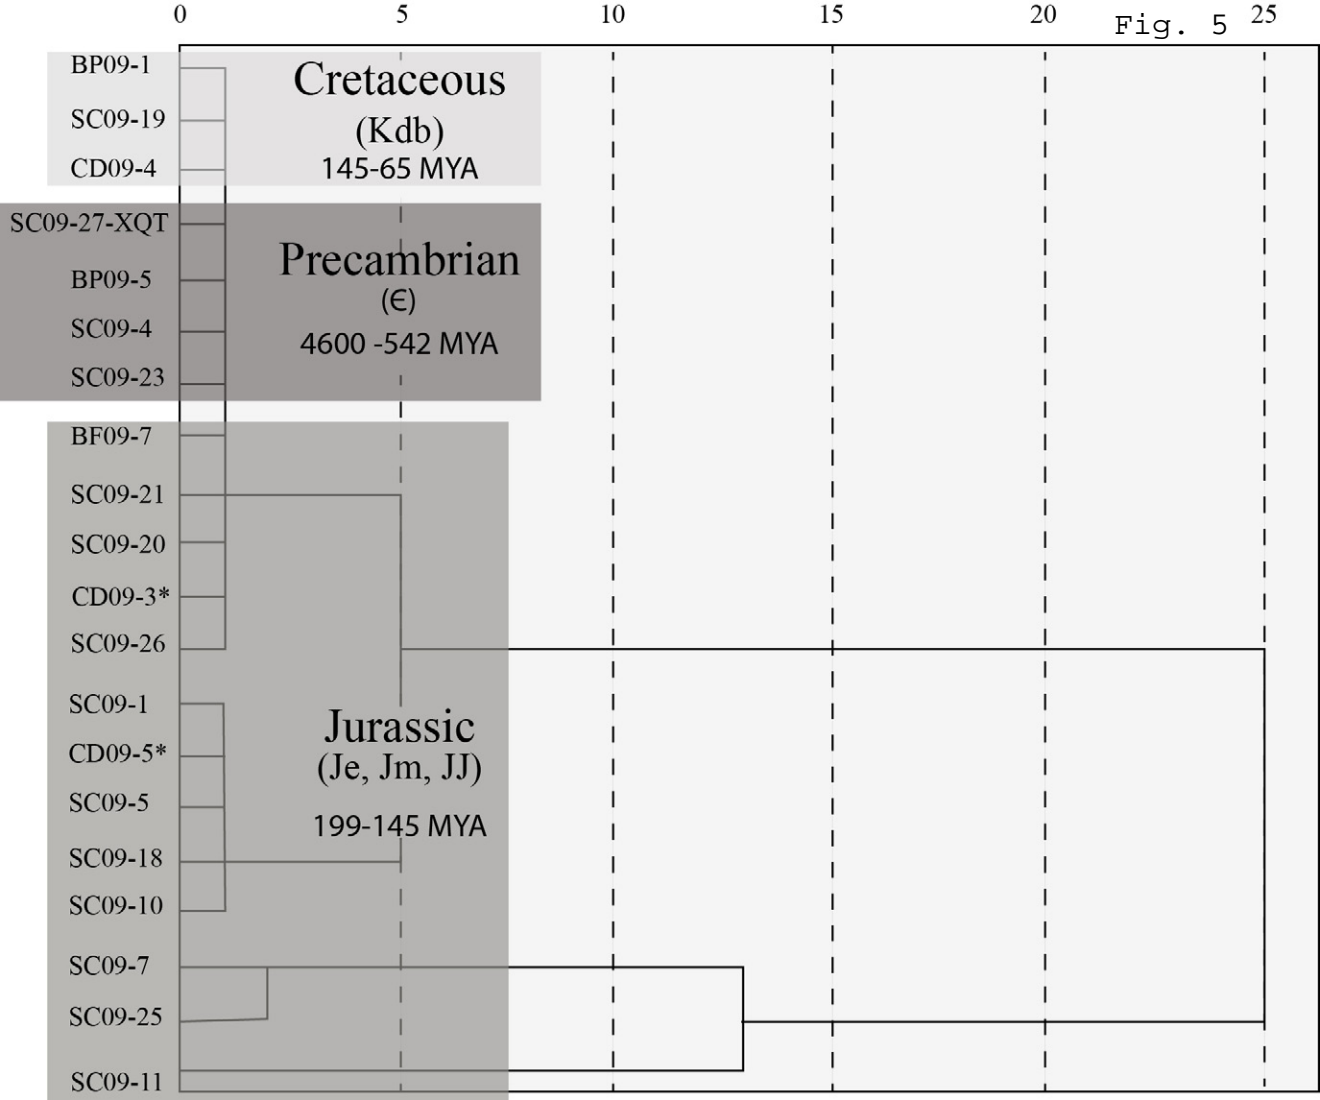 0 5 10 15 20 25
Fig. 5
BP09-1
SC09-19
CD09-4
Cretaceous
(Kdb)
145-65 MYA
SC09-27-XQT
BP09-5
SC09-4
SC09-23
Precambrian
(Є)
4600 -542 MYA
BF09-7
SC09-21
SC09-20
CD09-3*
SC09-26
SC09-1
CD09-5*
SC09-5
SC09-18
SC09-10
Jurassic
(Je, Jm, JJ)
199-145 MYA
SC09-7
SC09-25
SC09-11